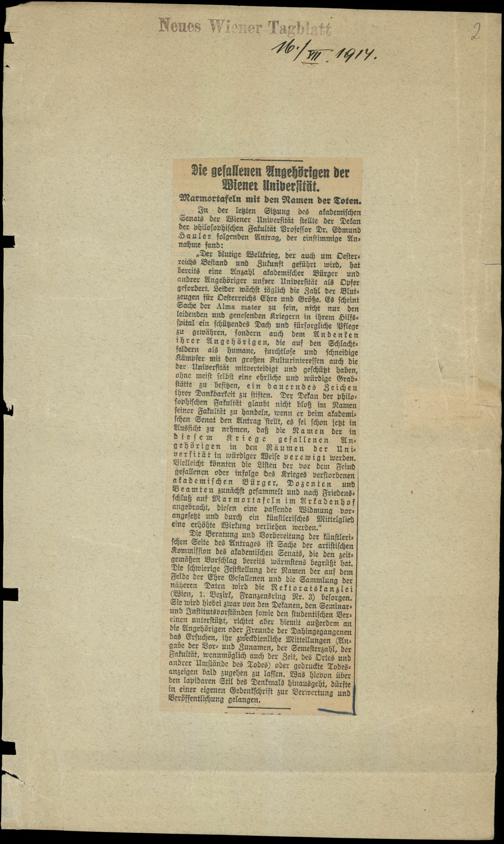 Neues Wiener Tagblatt
2
16./VII. 1917.
Die gefallenen Angehörigen der
Wiener Universität.
Marmortafeln mit den Namen der Toten.
In der letzten Sitzung des akademischen
Senats der Wiener Universität stellte der Dekan
der philosophischen Fakultät Professor Dr. Edmund
Hauler folgenden Antrag, der einstimmige An-
nahme fand:
„Der blutige Weltkrieg, der auch um Oester-
reichs Bestand und Zukunft geführt wird, hat
bereits eine Anzahl akademischer Bürger und
andrer Angehöriger unsrer Universität als Opfer
gefordert. Leider wächst täglich die Zahl der Blut-
zeugen für Oesterreichs Ehre und Größe. Es scheint
Sache der Alma mater zu sein, nicht nur den
leidenden und genesenden Kriegern in ihrem Hilfs-
spital ein schützendes Dach und fürsorgliche Pflege
zu gewähren, sondern auch dem Andenken
ihrer Angehörigen, die auf den Schlacht-
feldern als humane, furchtlose und schneidige
Kämpfer mit den großen Kulturinteressen auch die
der Universität mitverteidigt und geschützt haben,
ohne meist selbst eine ehrliche und würdige Grab-
stätte zu besitzen, ein dauerndes Zeichen
ihrer Dankbarkeit zu stiften. Der Dekan der philo-
sophischen Fakultät glaubt nicht bloß im Namen
seiner Fakultät zu handeln, wenn er beim akademi-
schen Senat den Antrag stellt, es sei schon jetzt in
Aussicht zu nehmen, daß die Namen der in
diesem Kriege gefallenen An-
gehörigen in den Räumen der Uni-
versität in würdiger Weise verewigt werden.
Vielleicht könnten die Listen der vor dem Feind
gefallenen oder infolge des Krieges verstorbenen
akademischen Bürger, Dozenten und
Beamten zunächst gesammelt und nach Friedens-
schluß auf Marmortafeln im Arkadenhof
angebracht, diesen eine passende Widmung vor-
angesetzt und durch ein künstlerisches Mittelglied
eine erhöhte Wirkung verliehen werden.“
Die Beratung und Vorbereitung der künstleri-
schen Seite des Antrages ist Sache der artistischen
Kommission des akademischen Senats, die den zeit-
gemäßen Vorschlag bereits wärmstens begrüßt hat.
Die schwierige Feststellung der Namen der auf dem
Felde der Ehre Gefallenen und die Sammlung der
näheren Daten wird die Rektoratskanzlei
(Wien, 1. Bezirk, Franzensring Nr. 3) besorgen.
Sie wird hiebei zwar von den Dekanen, den Seminar-
und Institutsvorständen sowie den studentischen Ver-
einen unterstützt, richtet aber hiemit außerdem an
die Angehörigen oder Freunde der Dahingegangenen
das Ersuchen, ihr zweckdienliche Mitteilungen (An-
gabe der Vor- und Zunamen, der Semesterzahl, der
Fakultät, wenn möglich auch der Zeit, des Ortes und
andrer Umstände des Todes) oder gedruckte Todes-
anzeigen bald zugehen zu lassen. Was hievon über
den lapidaren Stil des Denkmals hinausgeht, dürfte
in einer eigenen Gedenkschrift zur Verwertung und
Veröffentlichung gelangen.